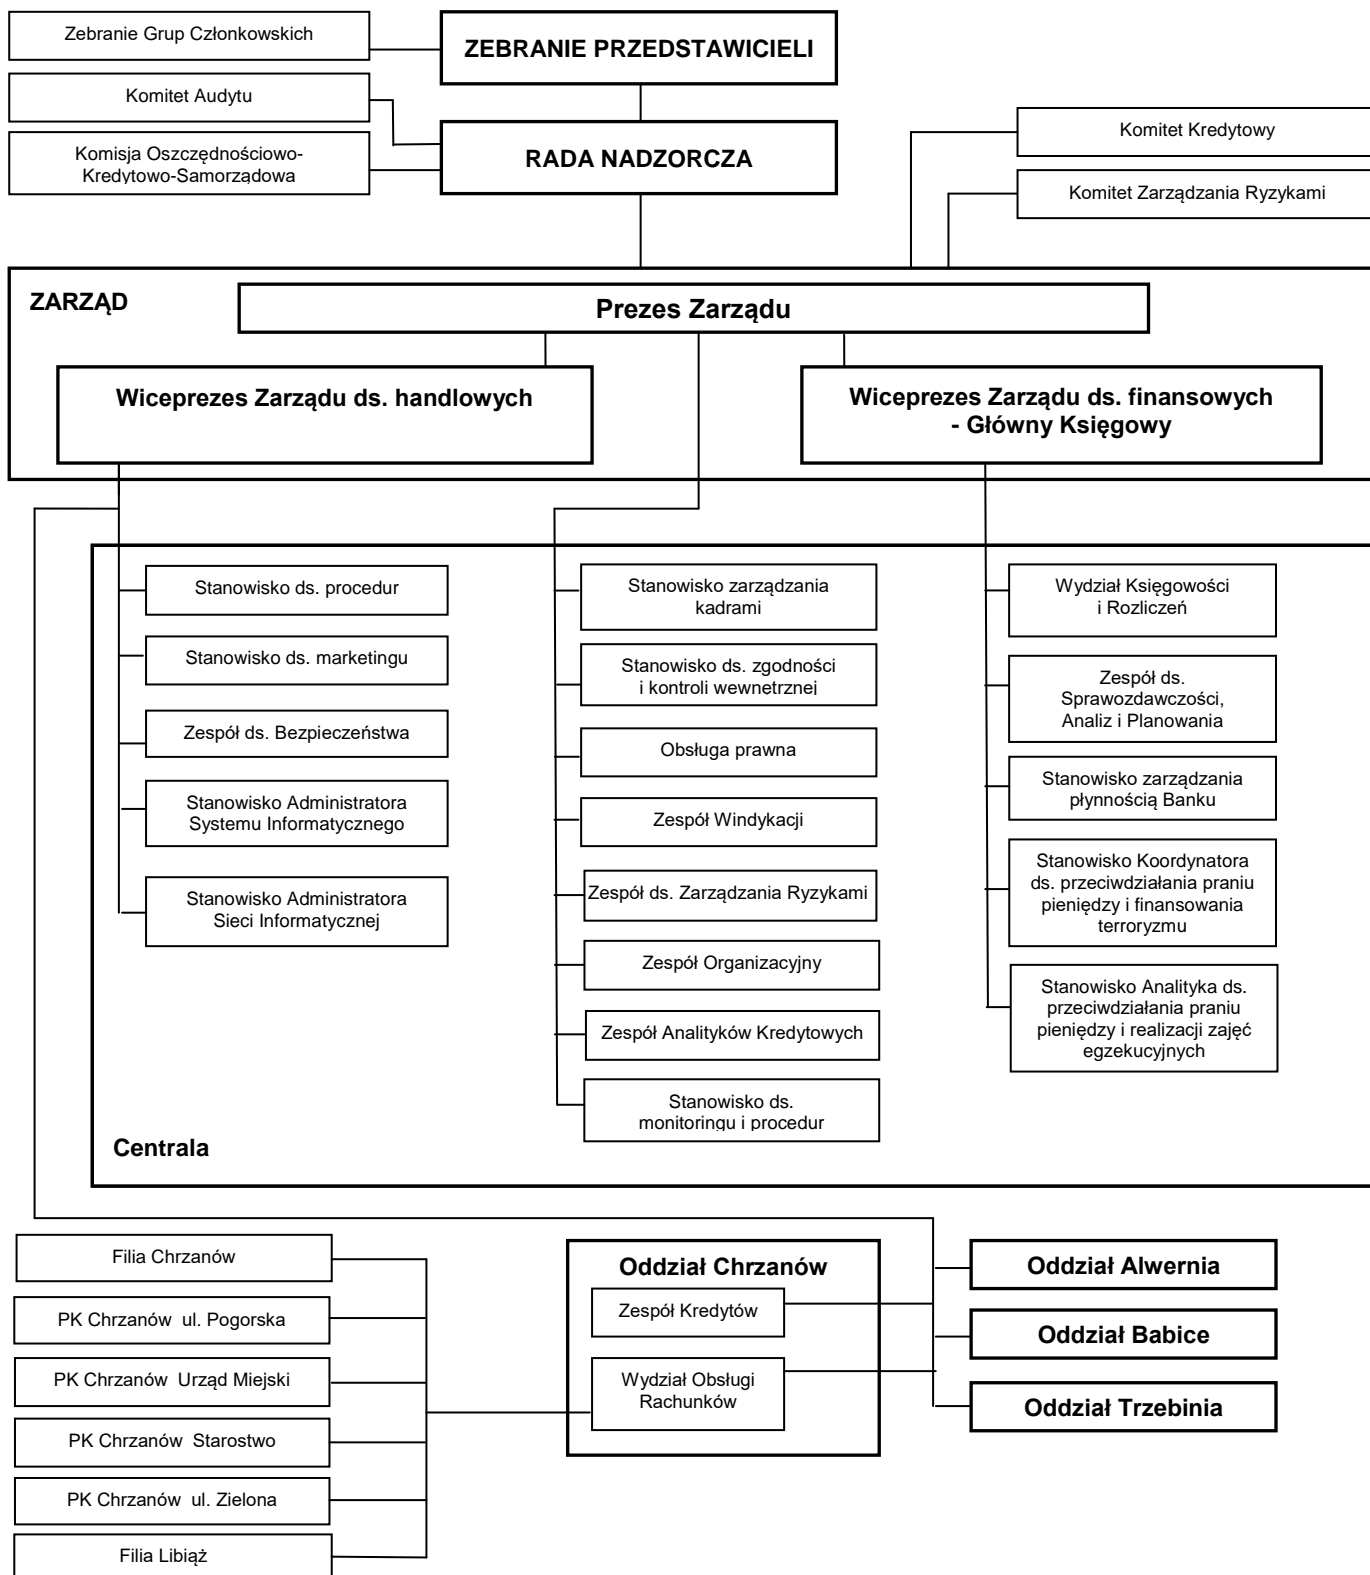 Zebranie Grup Członkowskich
ZEBRANIE PRZEDSTAWICIELI
Komitet Audytu
Komisja Oszczędnościowo-
Kredytowo-Samorządowa
RADA NADZORCZA
Komitet Kredytowy
Komitet Zarządzania Ryzykami
ZARZĄD
Prezes Zarządu
Wiceprezes Zarządu ds. handlowych
Wiceprezes Zarządu ds. finansowych
- Główny Księgowy
Stanowisko ds. procedur
Stanowisko ds. marketingu
Zespół ds. Bezpieczeństwa
Stanowisko Administratora
Systemu Informatycznego
Stanowisko Administratora
Sieci Informatycznej
Stanowisko zarządzania
kadrami
Stanowisko ds. zgodności
i kontroli wewnetrznej
Obsługa prawna
Zespół Windykacji
Zespół ds. Zarządzania Ryzykami
Zespół Organizacyjny
Zespół Analityków Kredytowych
Stanowisko ds.
monitoringu i procedur
Wydział Księgowości
i Rozliczeń
Zespół ds.
Sprawozdawczości,
Analiz i Planowania
Stanowisko zarządzania
płynnością Banku
Stanowisko Koordynatora
ds. przeciwdziałania praniu
pieniędzy i finansowania
terroryzmu
Stanowisko Analityka ds.
przeciwdziałania praniu
pieniędzy i realizacji zajęć
egzekucyjnych
Centrala
Filia Chrzanów
PK Chrzanów ul. Pogorska
PK Chrzanów Urząd Miejski
PK Chrzanów Starostwo
PK Chrzanów ul. Zielona
Filia Libiąż
Oddział Chrzanów
Zespół Kredytów
Wydział Obsługi
Rachunków
Oddział Alwernia
Oddział Babice
Oddział Trzebinia